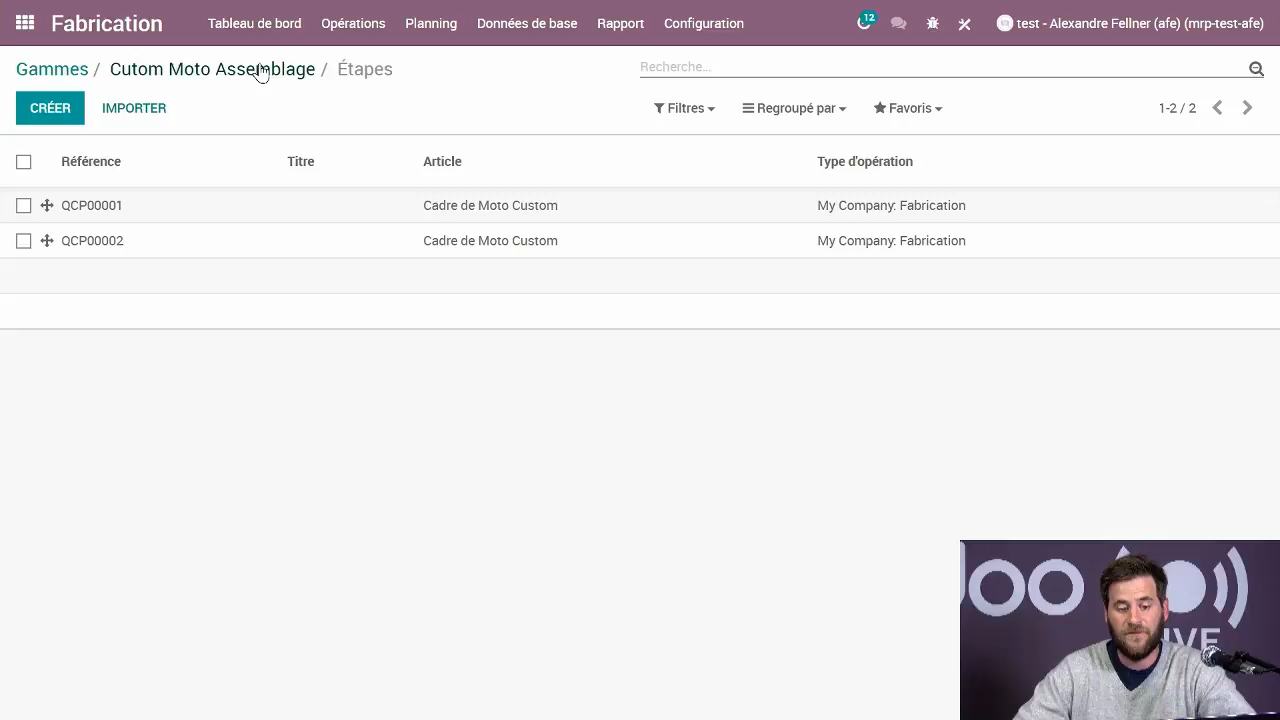 Fabrication Tableau de bord Opérations Planning Données de base Rapport Configuration 12 test - Alexandre Fellner (afe) (mrp-test-afe)
Gammes / Cutom Moto Assemblage / Étapes Recherche...
CRÉER IMPORTER Filtres Regroupé par Favoris 1-2 / 2
Référence Titre Article Type d'opération
QCP00001 Cadre de Moto Custom My Company: Fabrication
QCP00002 Cadre de Moto Custom My Company: Fabrication